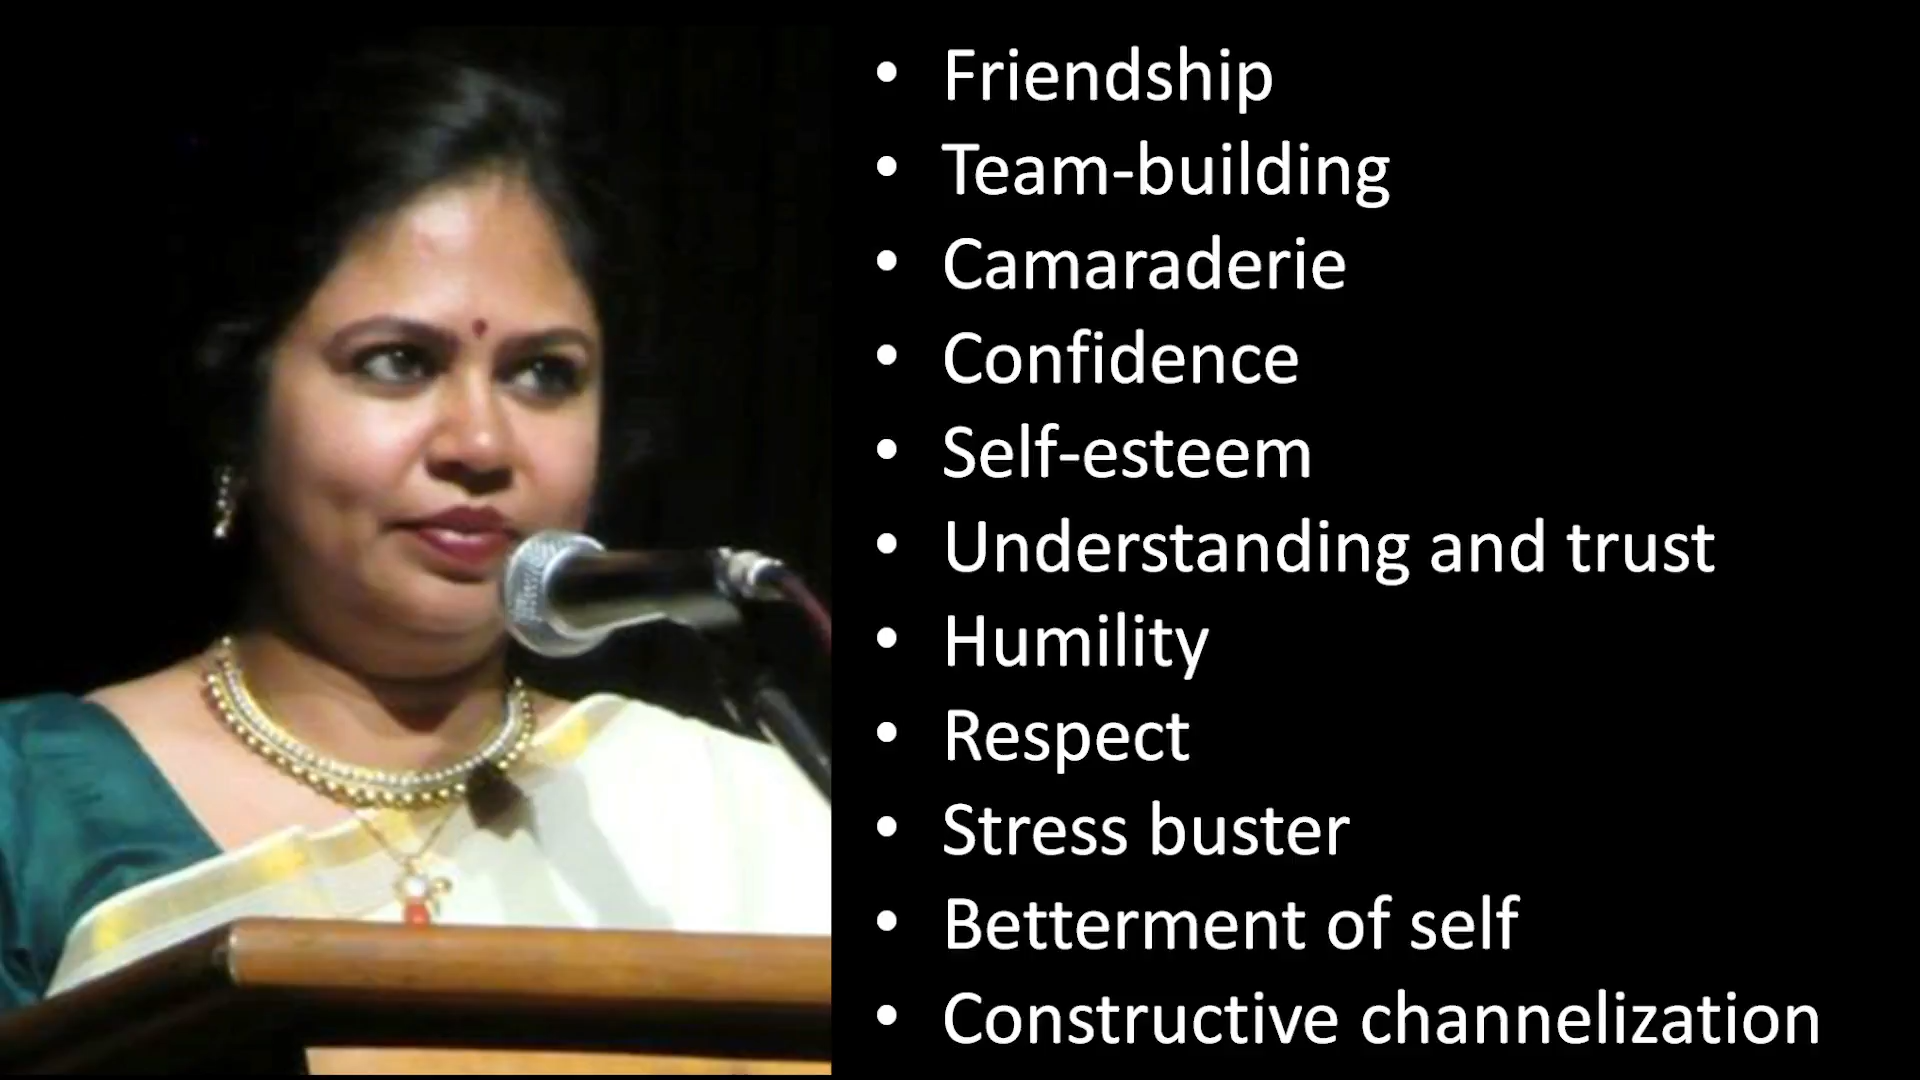 • Friendship
• Team-building
• Camaraderie
• Confidence
• Self-esteem
• Understanding and trust
• Humility
• Respect
• Stress buster
• Betterment of self
• Constructive channelization